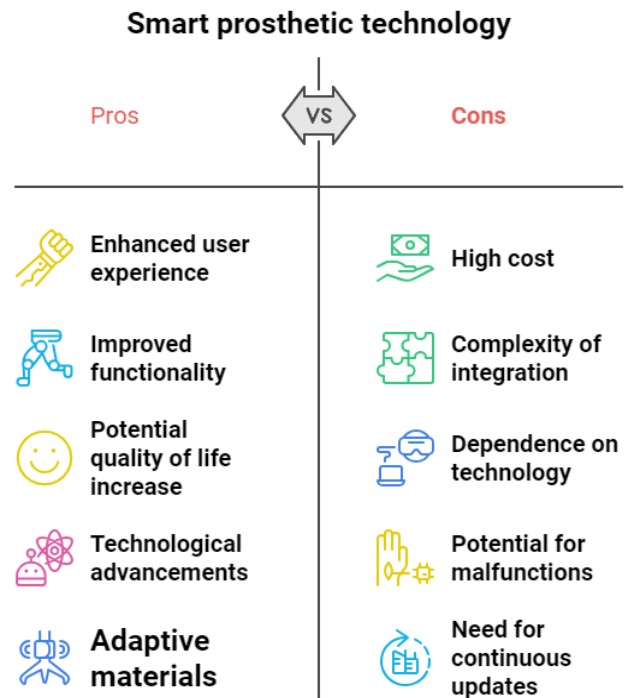 Smart prosthetic technology
Pros
VS
Cons
Enhanced user
experience
Improved
functionality
Potential
quality of life
increase
Technological
advancements
Adaptive
materials
High cost
Complexity of
integration
Dependence on
technology
Potential for
malfunctions
Need for
continuous
updates